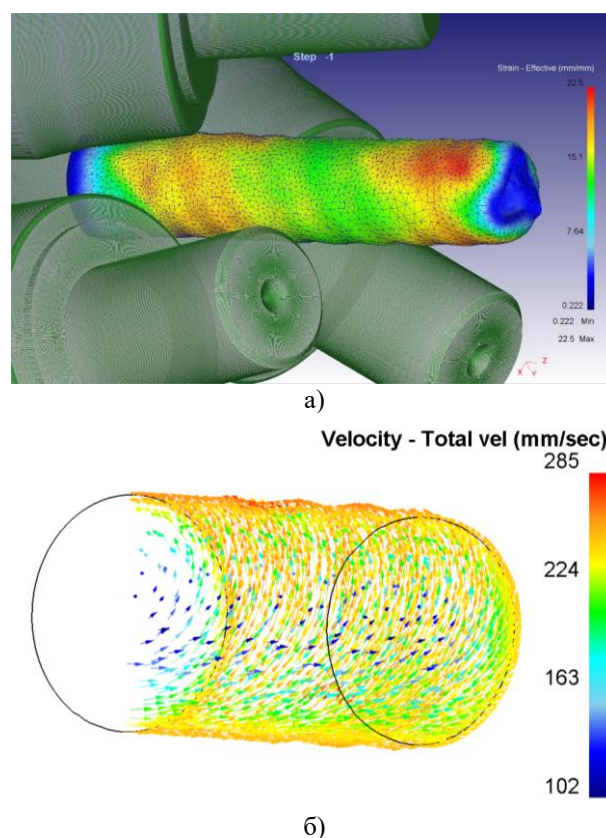 Step -1
Strain - Effective (mm/mm)
22.5
15.1
7.64
0.222
0.222 Min
22.5 Max
X Y Z
а)
Velocity - Total vel (mm/sec)
285
224
163
102
б)